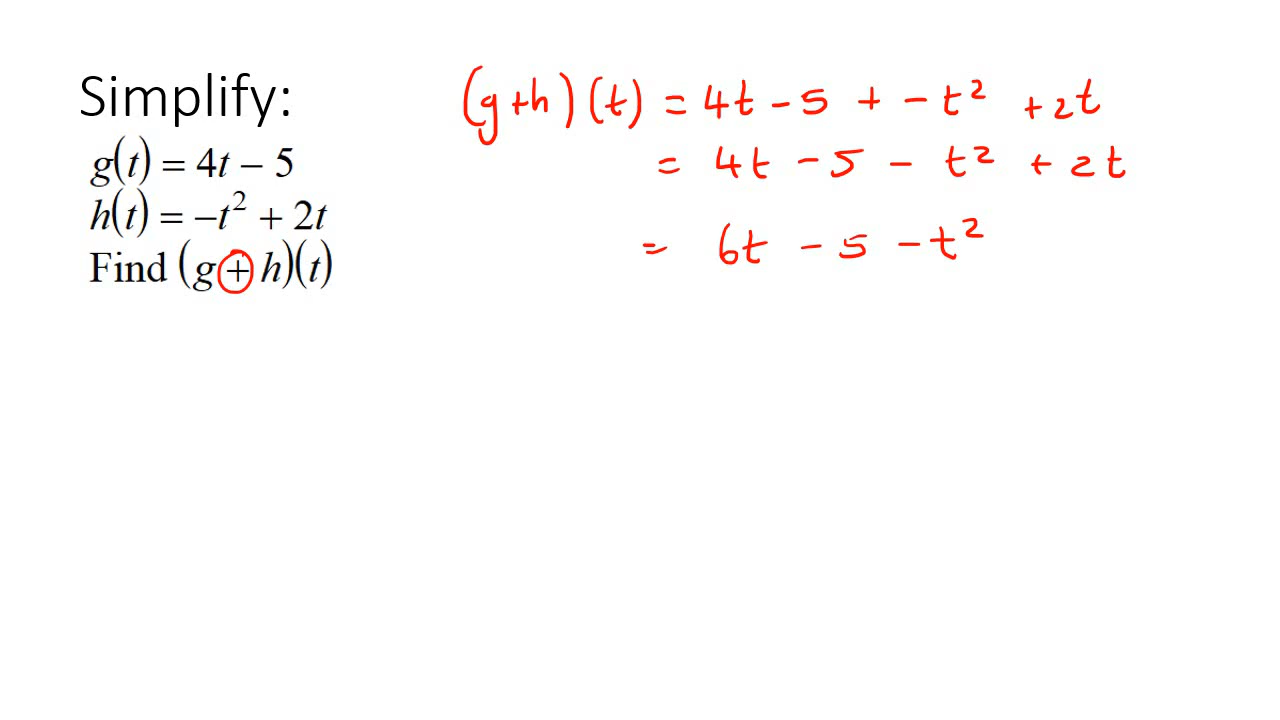 Simplify:
g(t) = 4t − 5
h(t) = −t² + 2t
Find (g + h)(t)
(g+h)(t) = 4t - 5 + - t² + 2t
= 4t - 5 - t² + 2t
= 6t - 5 - t²